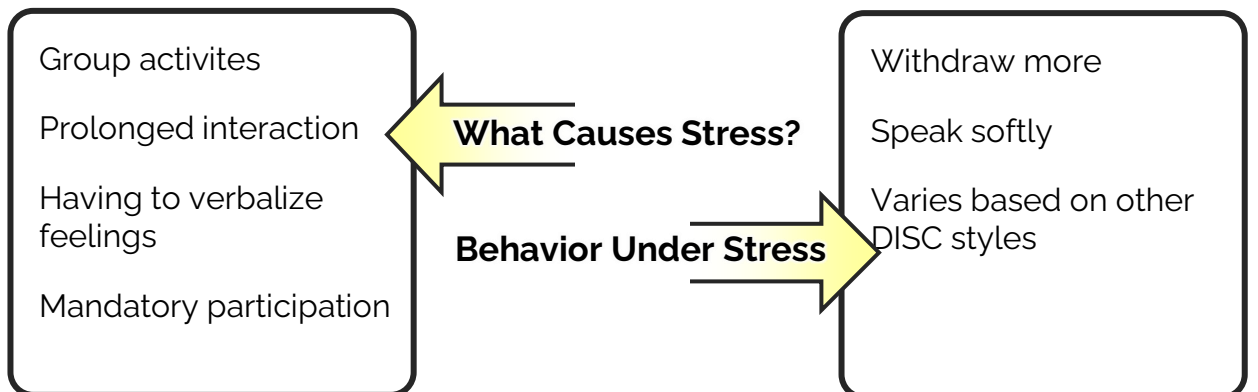 Group activites
Prolonged interaction
Having to verbalize
feelings
Mandatory participation
What Causes Stress?
Behavior Under Stress
Withdraw more
Speak softly
Varies based on other
DISC styles